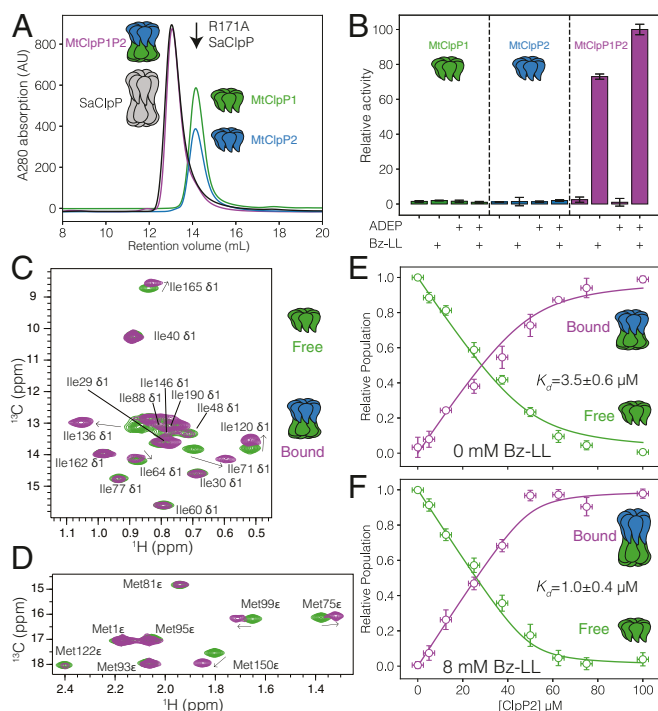 A
MtClpP1P2
R171A
SaClpP
SaClpP
MtClpP1
MtClpP2
A280 absorption (AU)
800
600
400
200
0
8 10 12 14 16 18 20
Retention volume (mL)
B
MtClpP1 MtClpP2 MtClpP1P2
Relative activity
100
80
60
40
20
0
ADEP + + + + + +
Bz-LL + + + + + +
C
Ile165 δ1
Ile40 δ1
Ile146 δ1
Ile29 δ1
Ile190 δ1
Ile88 δ1
Ile48 δ1
Ile136 δ1
Ile120 δ1
Ile162 δ1
Ile71 δ1
Ile64 δ1
Ile77 δ1
Ile30 δ1
Ile60 δ1
Free
Bound
¹³C (ppm)
9
10
11
12
13
14
15
1.1 1.0 0.9 0.8 0.7 0.6 0.5
¹H (ppm)
D
Met81ε
Met99ε
Met75ε
Met1ε
Met95ε
Met122ε
Met93ε
Met150ε
¹³C (ppm)
15
16
17
18
2.4 2.2 2.0 1.8 1.6 1.4
¹H (ppm)
E
Relative Population
1.0
0.8
0.6
0.4
0.2
0.0
Bound
K_d=3.5±0.6 μM
Free
0 mM Bz-LL
F
Relative Population
1.0
0.8
0.6
0.4
0.2
0.0
Bound
K_d=1.0±0.4 μM
Free
8 mM Bz-LL
0 20 40 60 80 100
[ClpP2] μM